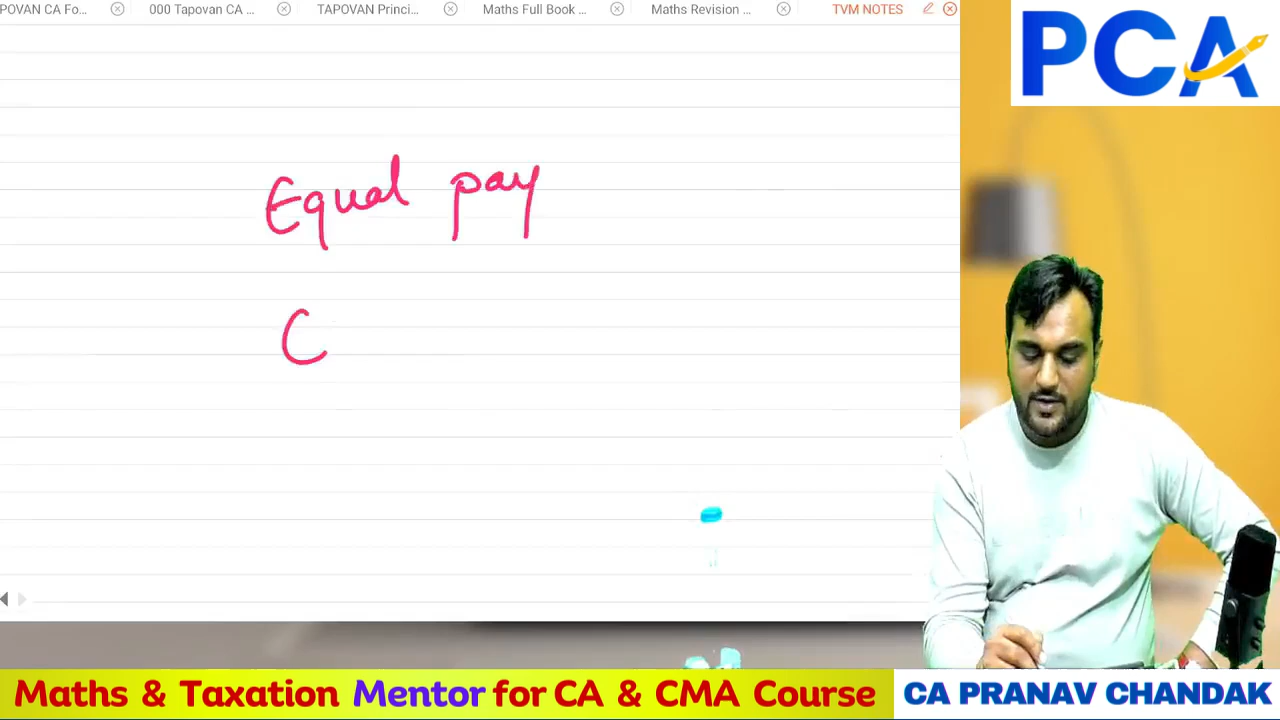 POVAN CA Fo... 000 Tapovan CA ... TAPOVAN Princi... Maths Full Book ... Maths Revision ... TVM NOTES
PCA
Equal pay
C
Maths & Taxation Mentor for CA & CMA Course CA PRANAV CHANDAK